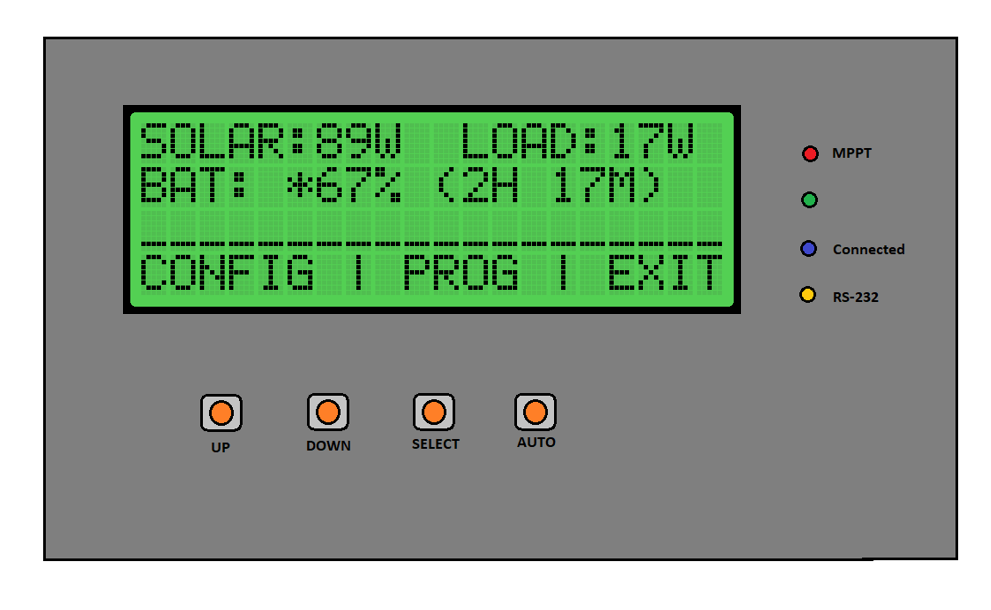 SOLAR:89W  LOAD:17W
BAT: *67% (2H 17M)
____________________
CONFIG | PROG | EXIT
MPPT
Connected
RS-232
UP
DOWN
SELECT
AUTO